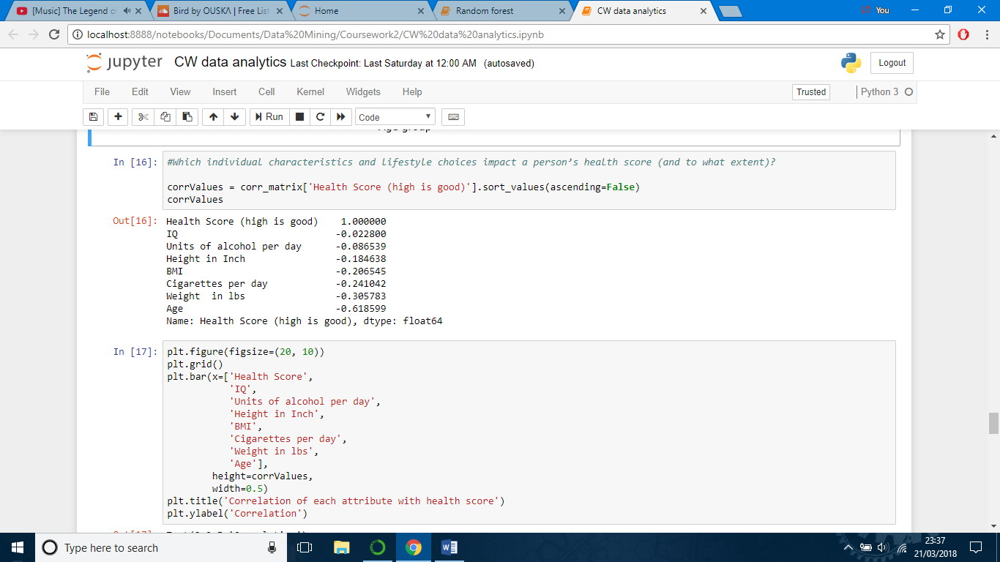 [Music] The Legend o
Bird by OUSKΛ | Free List
Home
Random forest
CW data analytics
You
localhost:8888/notebooks/Documents/Data%20Mining/Coursework2/CW%20data%20analytics.ipynb
jupyter CW data analytics Last Checkpoint: Last Saturday at 12:00 AM (autosaved)
Logout
File Edit View Insert Cell Kernel Widgets Help
Trusted
Python 3
Run
Code
Age group
In [16]: #Which individual characteristics and lifestyle choices impact a person’s health score (and to what extent)?
corrValues = corr_matrix['Health Score (high is good)'].sort_values(ascending=False)
corrValues
Out[16]: Health Score (high is good) 1.000000
IQ -0.022800
Units of alcohol per day -0.086539
Height in Inch -0.184638
BMI -0.206545
Cigarettes per day -0.241042
Weight  in lbs -0.305783
Age -0.618599
Name: Health Score (high is good), dtype: float64
In [17]: plt.figure(figsize=(20, 10))
plt.grid()
plt.bar(x=['Health Score',
'IQ',
'Units of alcohol per day',
'Height in Inch',
'BMI',
'Cigarettes per day',
'Weight in lbs',
'Age'],
height=corrValues,
width=0.5)
plt.title('Correlation of each attribute with health score')
plt.ylabel('Correlation')
Out[17]:
Type here to search
23:37
21/03/2018